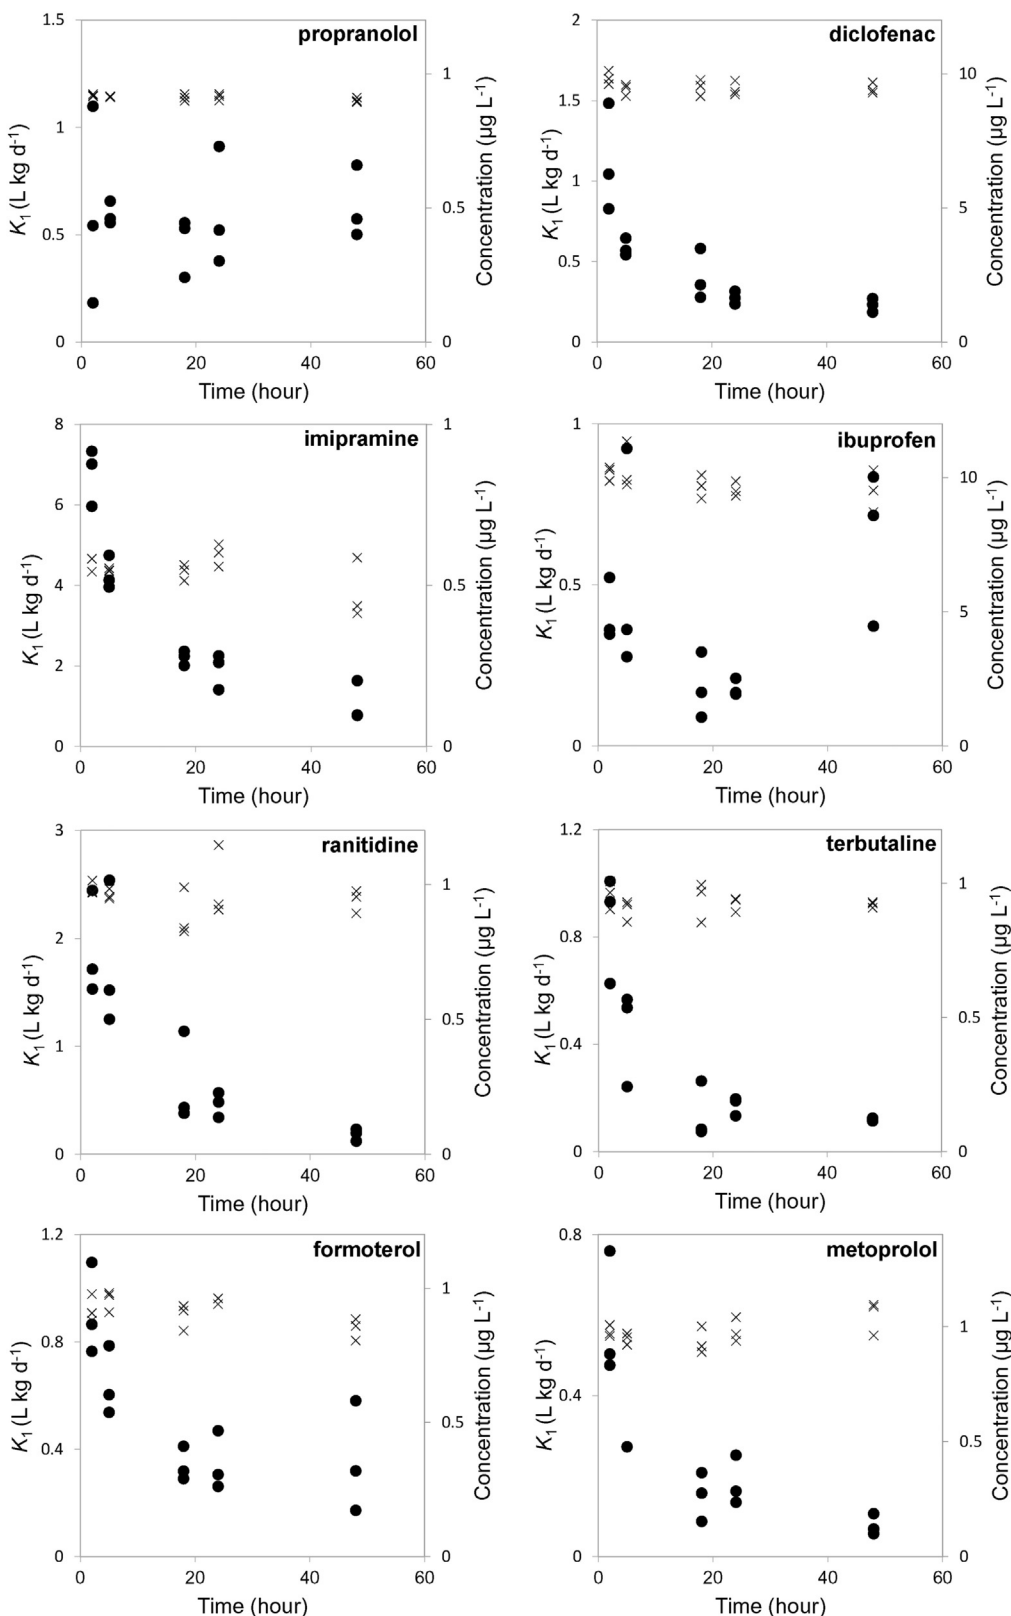 propranolol
1.5
1
0.5
0
1
0.5
0
0 20 40 60
K1 (L kg d-1)
Concentration (µg L-1)
Time (hour)
diclofenac
2
1.5
1
0.5
0
10
5
0
0 20 40 60
K1 (L kg d-1)
Concentration (µg L-1)
Time (hour)
imipramine
8
6
4
2
0
1
0.5
0
0 20 40 60
K1 (L kg d-1)
Concentration (µg L-1)
Time (hour)
ibuprofen
1
0.5
0
10
5
0
0 20 40 60
K1 (L kg d-1)
Concentration (µg L-1)
Time (hour)
ranitidine
3
2
1
0
1
0.5
0
0 20 40 60
K1 (L kg d-1)
Concentration (µg L-1)
Time (hour)
terbutaline
1.2
0.8
0.4
0
1
0.5
0
0 20 40 60
K1 (L kg d-1)
Concentration (µg L-1)
Time (hour)
formoterol
1.2
0.8
0.4
0
1
0.5
0
0 20 40 60
K1 (L kg d-1)
Concentration (µg L-1)
Time (hour)
metoprolol
0.8
0.4
0
1
0.5
0
0 20 40 60
K1 (L kg d-1)
Concentration (µg L-1)
Time (hour)